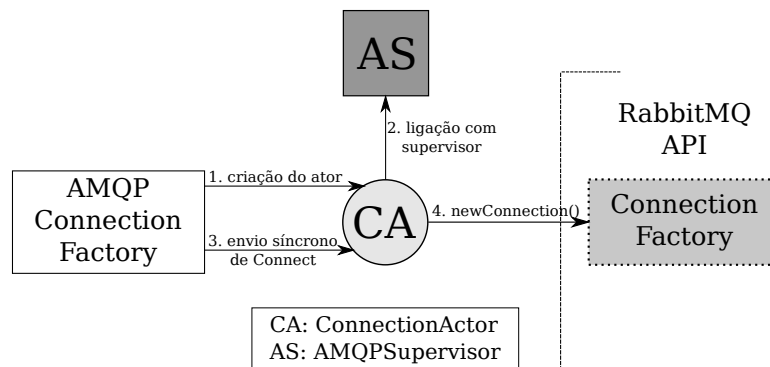 AS
2. ligação com
supervisor
RabbitMQ
API
AMQP
Connection
Factory
1. criação do ator
3. envio síncrono
de Connect
CA
4. newConnection()
Connection
Factory
CA: ConnectionActor
AS: AMQPSupervisor